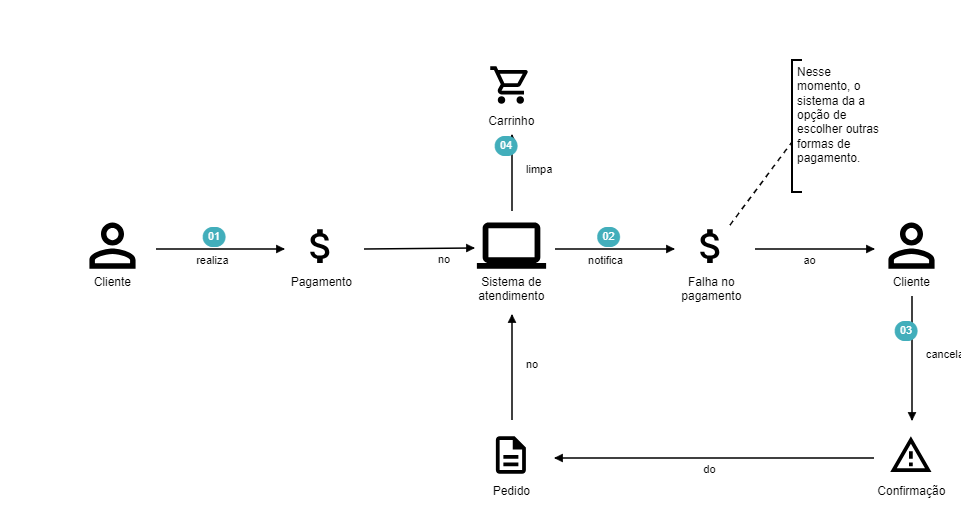 Nesse
momento, o
sistema da a
opção de
escolher outras
formas de
pagamento.
Carrinho
04
limpa
01
realiza
no
02
notifica
ao
Cliente
Pagamento
Sistema de
atendimento
Falha no
pagamento
Cliente
03
cancela
no
do
Pedido
Confirmação